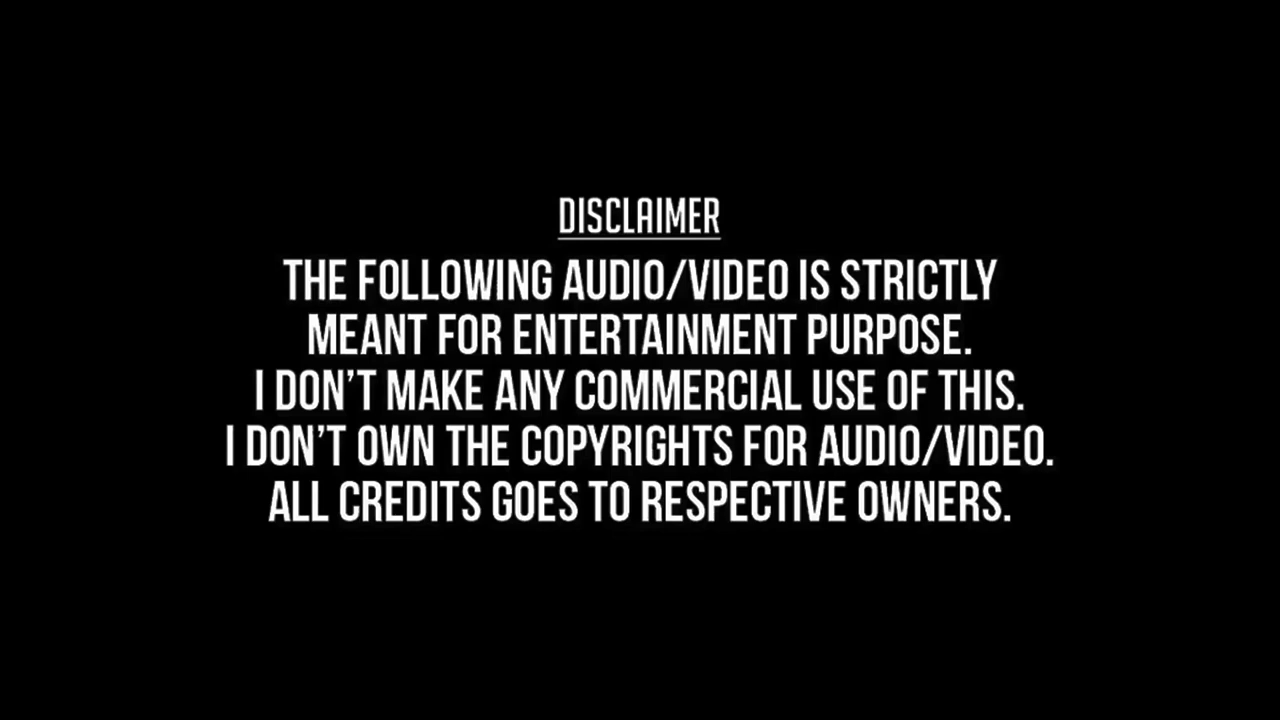 DISCLAIMER
THE FOLLOWING AUDIO/VIDEO IS STRICTLY
MEANT FOR ENTERTAINMENT PURPOSE.
I DON’T MAKE ANY COMMERCIAL USE OF THIS.
I DON’T OWN THE COPYRIGHTS FOR AUDIO/VIDEO.
ALL CREDITS GOES TO RESPECTIVE OWNERS.